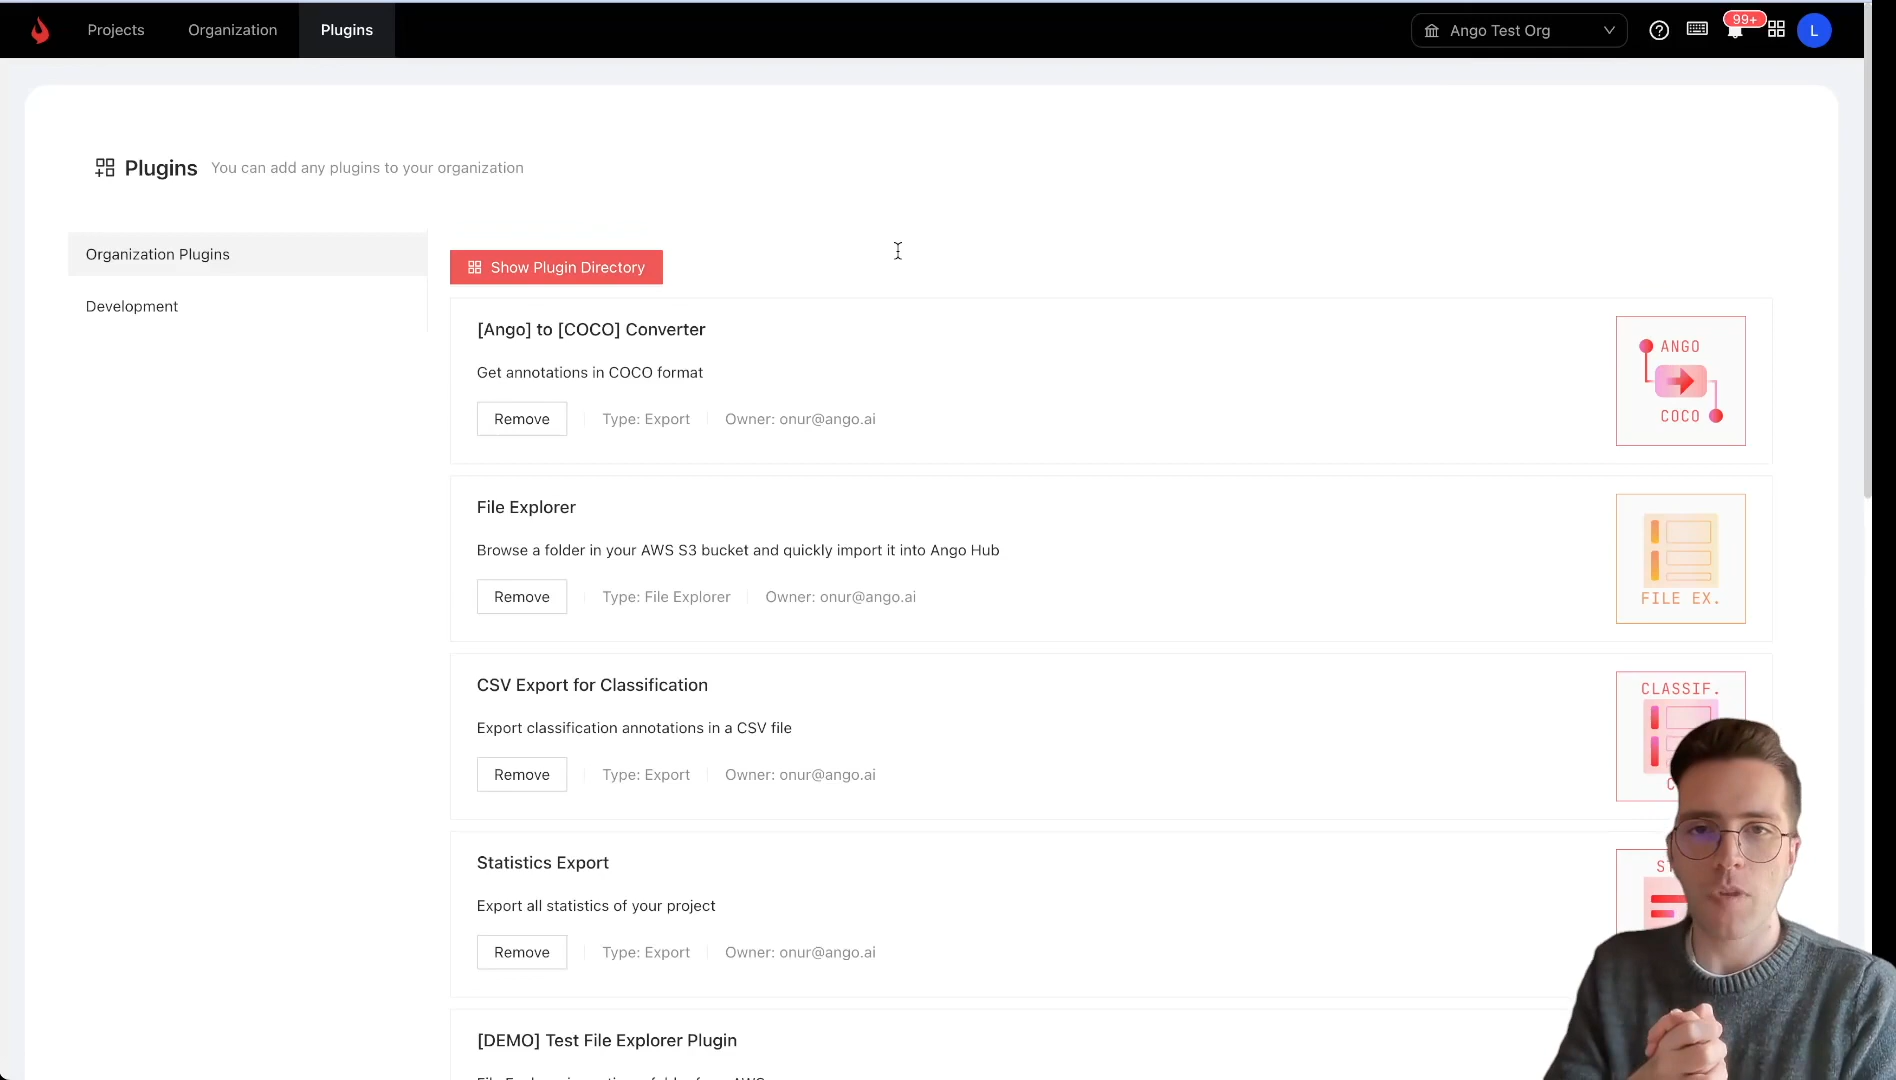 Projects Organization Plugins Ango Test Org 99+ L
Plugins You can add any plugins to your organization
Organization Plugins
Development
Show Plugin Directory
[Ango] to [COCO] Converter
Get annotations in COCO format
Remove Type: Export Owner: onur@ango.ai
ANGO
COCO
File Explorer
Browse a folder in your AWS S3 bucket and quickly import it into Ango Hub
Remove Type: File Explorer Owner: onur@ango.ai
FILE EX.
CSV Export for Classification
Export classification annotations in a CSV file
Remove Type: Export Owner: onur@ango.ai
CLASSIF.
Statistics Export
Export all statistics of your project
Remove Type: Export Owner: onur@ango.ai
[DEMO] Test File Explorer Plugin